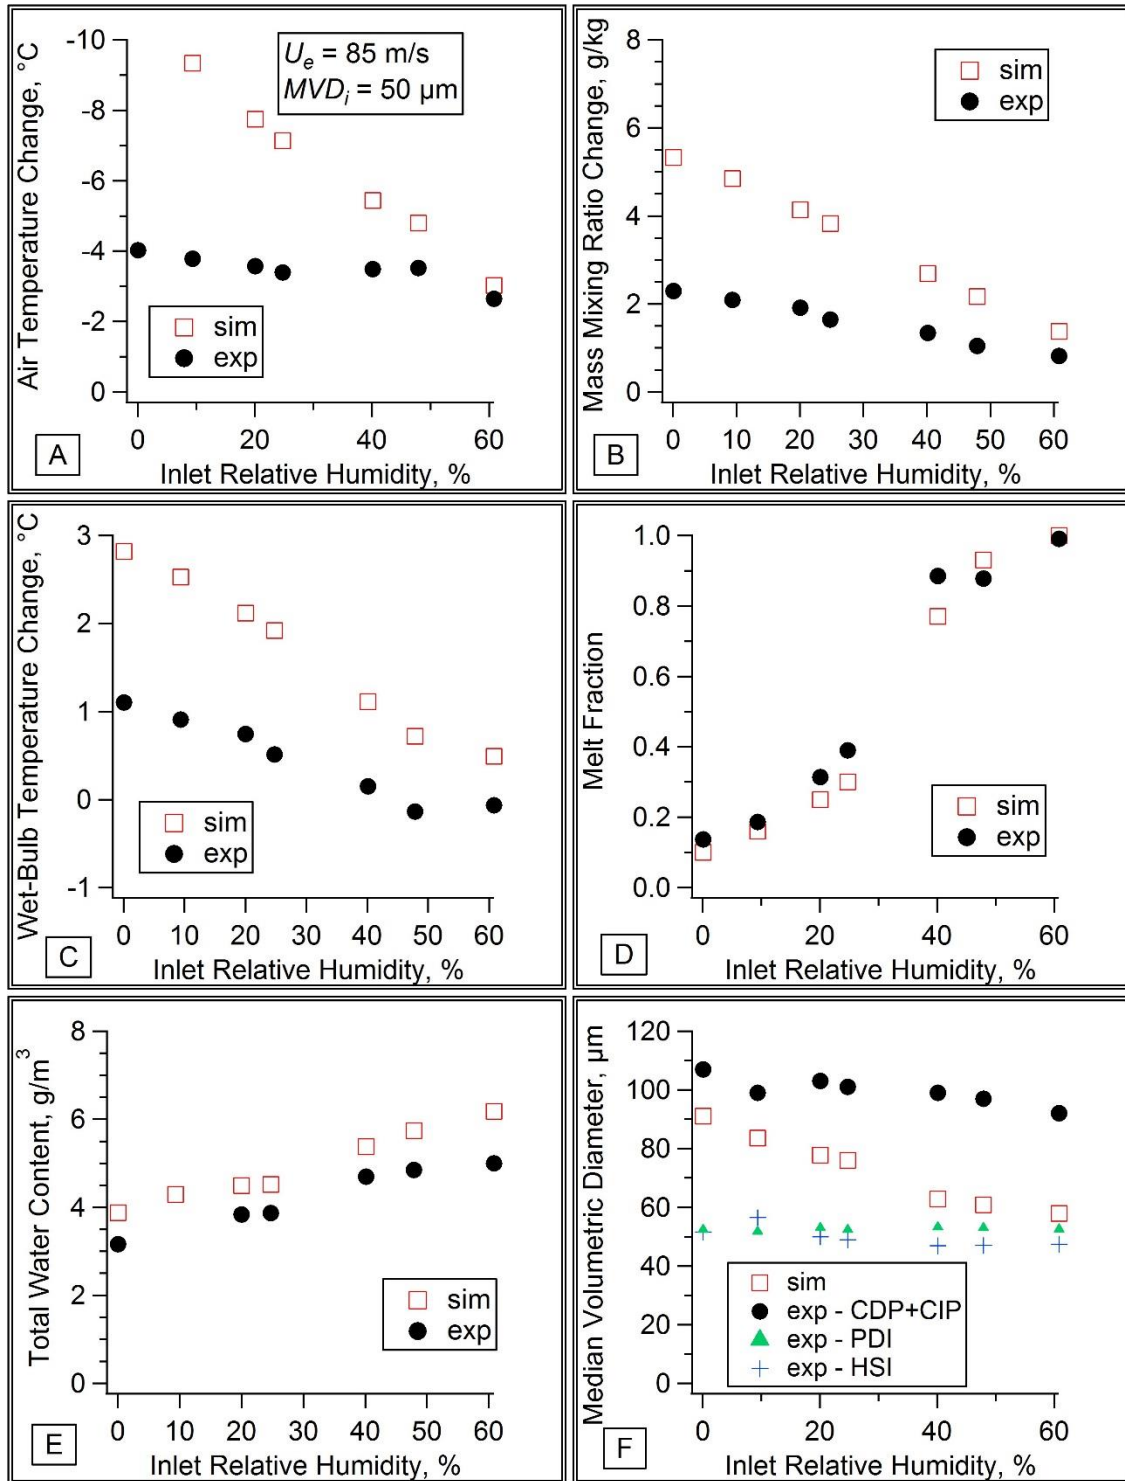 Air Temperature Change, °C
-10
-8
-6
-4
-2
0
U_e = 85 m/s
MVD_i = 50 µm
sim
exp
0
20
40
60
Inlet Relative Humidity, %
A
Mass Mixing Ratio Change, g/kg
8
6
4
2
0
sim
exp
0
10
20
30
40
50
60
Inlet Relative Humidity, %
B
Wet-Bulb Temperature Change, °C
3
2
1
0
-1
sim
exp
0
10
20
30
40
50
60
Inlet Relative Humidity, %
C
Melt Fraction
1.0
0.8
0.6
0.4
0.2
0.0
sim
exp
0
20
40
60
Inlet Relative Humidity, %
D
Total Water Content, g/m³
8
6
4
2
0
sim
exp
0
10
20
30
40
50
60
Inlet Relative Humidity, %
E
Median Volumetric Diameter, µm
120
100
80
60
40
20
0
sim
exp - CDP+CIP
exp - PDI
exp - HSI
0
20
40
60
Inlet Relative Humidity, %
F